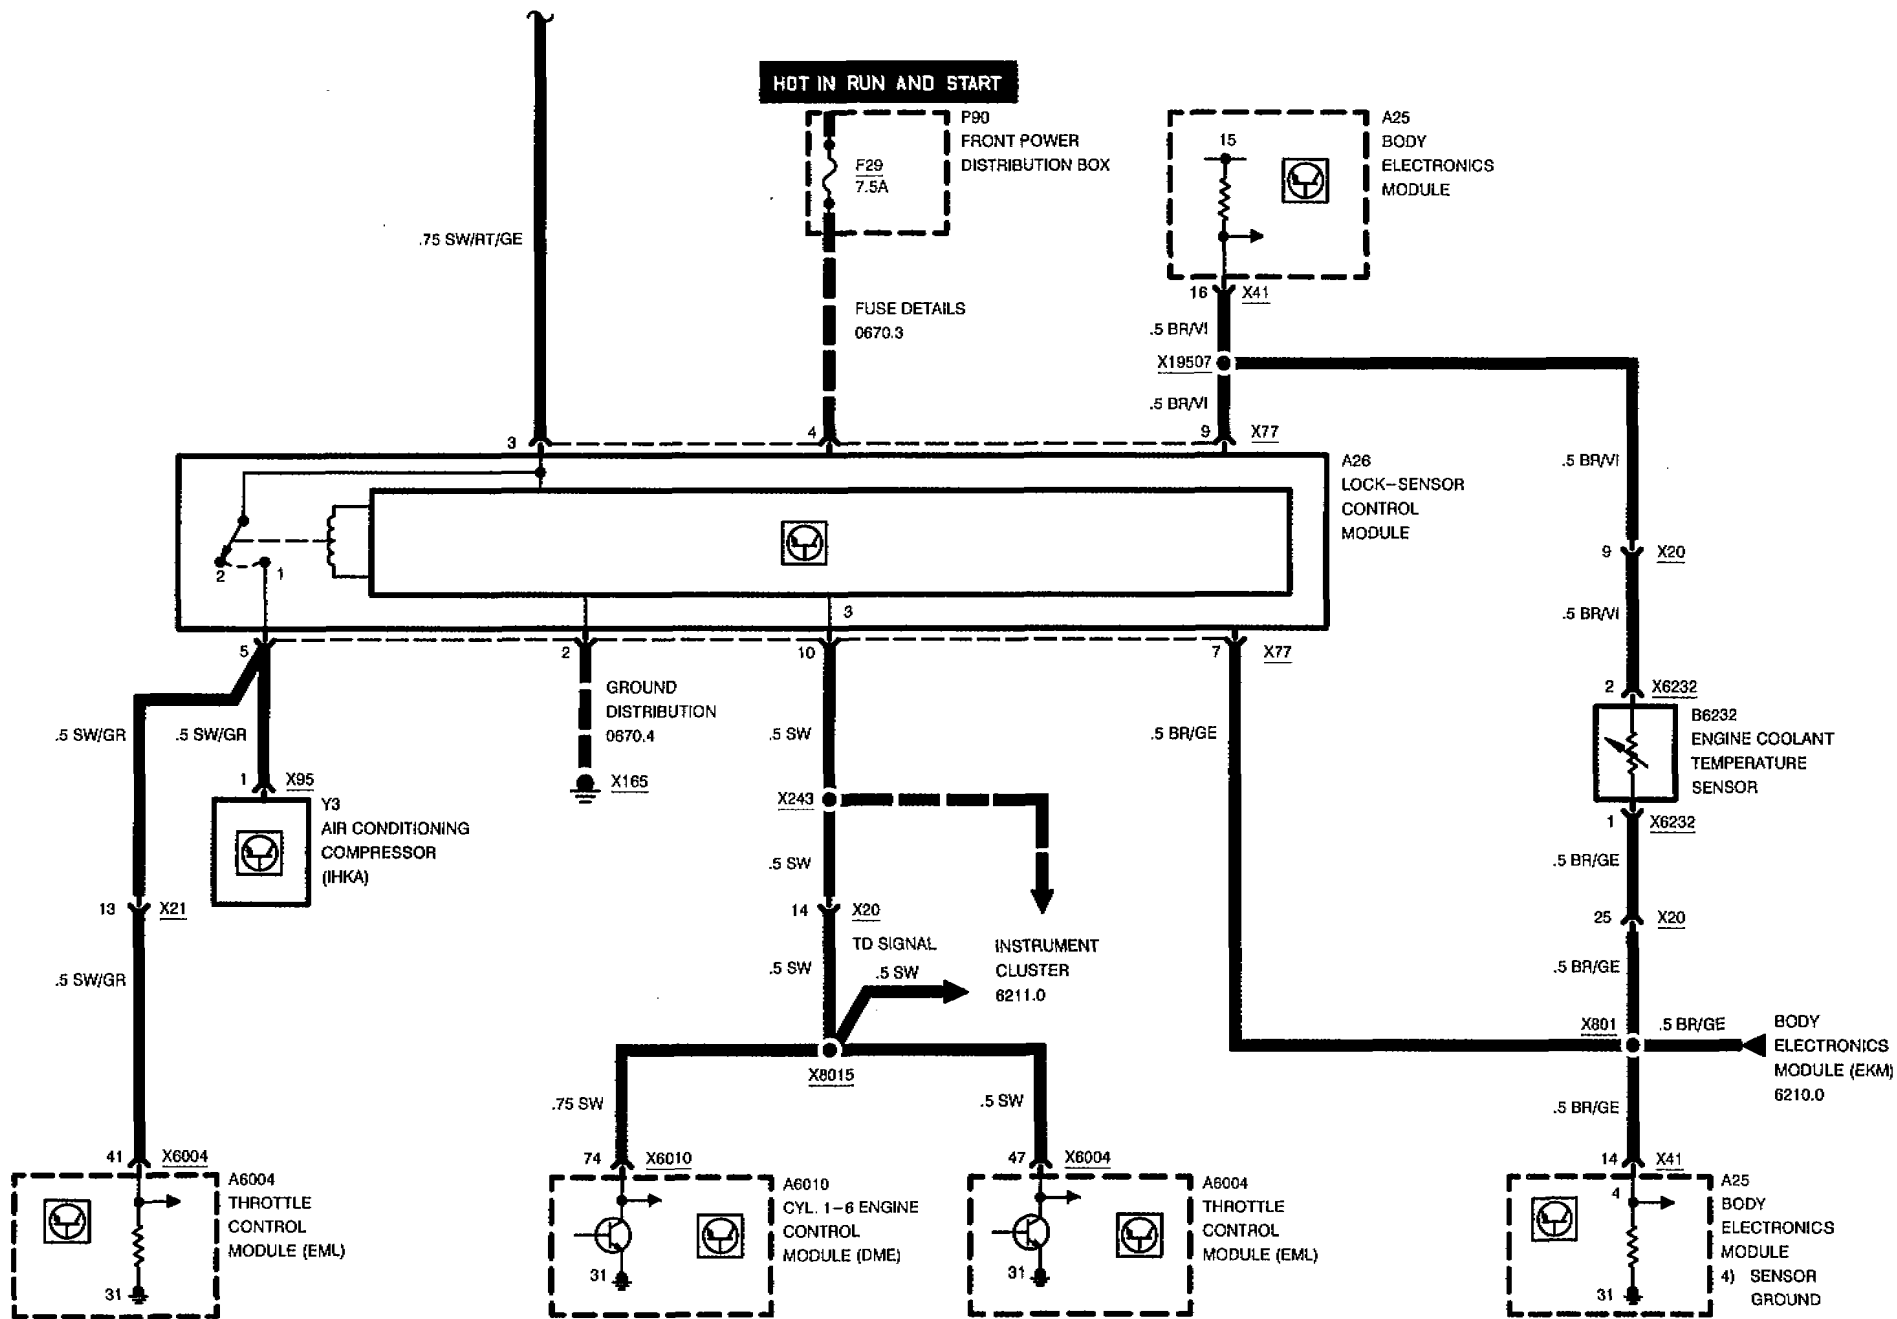 HOT IN RUN AND START
P90
FRONT POWER
DISTRIBUTION BOX
F29
7.5A
A25
BODY
ELECTRONICS
MODULE
15
.75 SW/RT/GE
16 X41
FUSE DETAILS
0670.3
.5 BR/VI
X19507
.5 BR/VI
3
4
9 X77
.5 BR/VI
A26
LOCK-SENSOR
CONTROL
MODULE
9 X20
2
1
3
.5 BR/VI
5
2
10
7 X77
GROUND
DISTRIBUTION
0670.4
2 X6232
B6232
ENGINE COOLANT
TEMPERATURE
SENSOR
.5 SW/GR
.5 SW/GR
.5 SW
.5 BR/GE
1 X95
X165
X243
Y3
AIR CONDITIONING
COMPRESSOR
(IHKA)
1 X6232
.5 SW
.5 BR/GE
13 X21
14 X20
25 X20
TD SIGNAL
.5 SW
INSTRUMENT
CLUSTER
6211.0
.5 SW/GR
.5 SW
.5 BR/GE
X801
.5 BR/GE
BODY
ELECTRONICS
MODULE (EKM)
6210.0
X8015
.75 SW
.5 SW
.5 BR/GE
41 X6004
74 X6010
47 X6004
14 X41
A6004
THROTTLE
CONTROL
MODULE (EML)
31
A6010
CYL. 1-6 ENGINE
CONTROL
MODULE (DME)
31
A6004
THROTTLE
CONTROL
MODULE (EML)
31
4
A25
BODY
ELECTRONICS
MODULE
4) SENSOR
GROUND
31